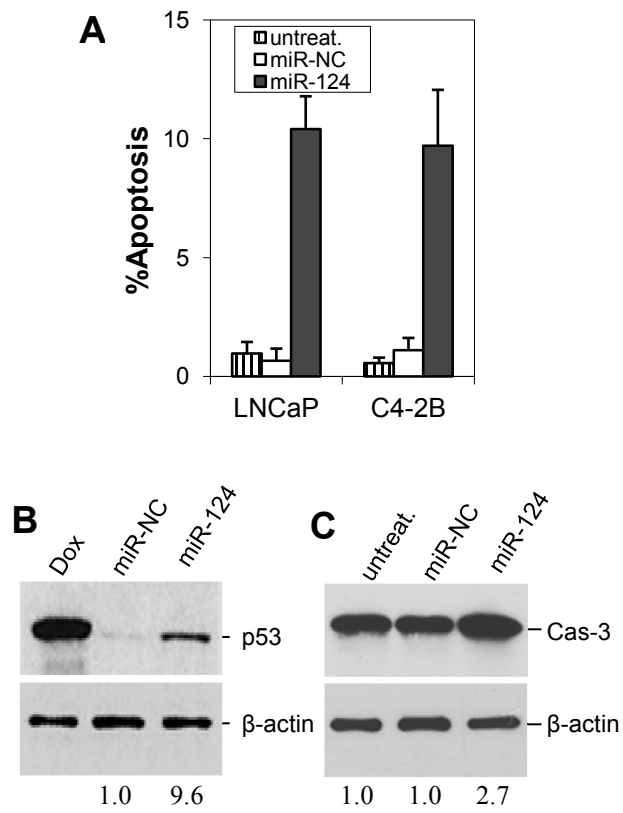 A
15
untreat.
miR-NC
miR-124
10
%Apoptosis
5
0
LNCaP
C4-2B
B
Dox
miR-NC
miR-124
p53
β-actin
1.0 9.6
C
untreat.
miR-NC
miR-124
Cas-3
β-actin
1.0 1.0 2.7